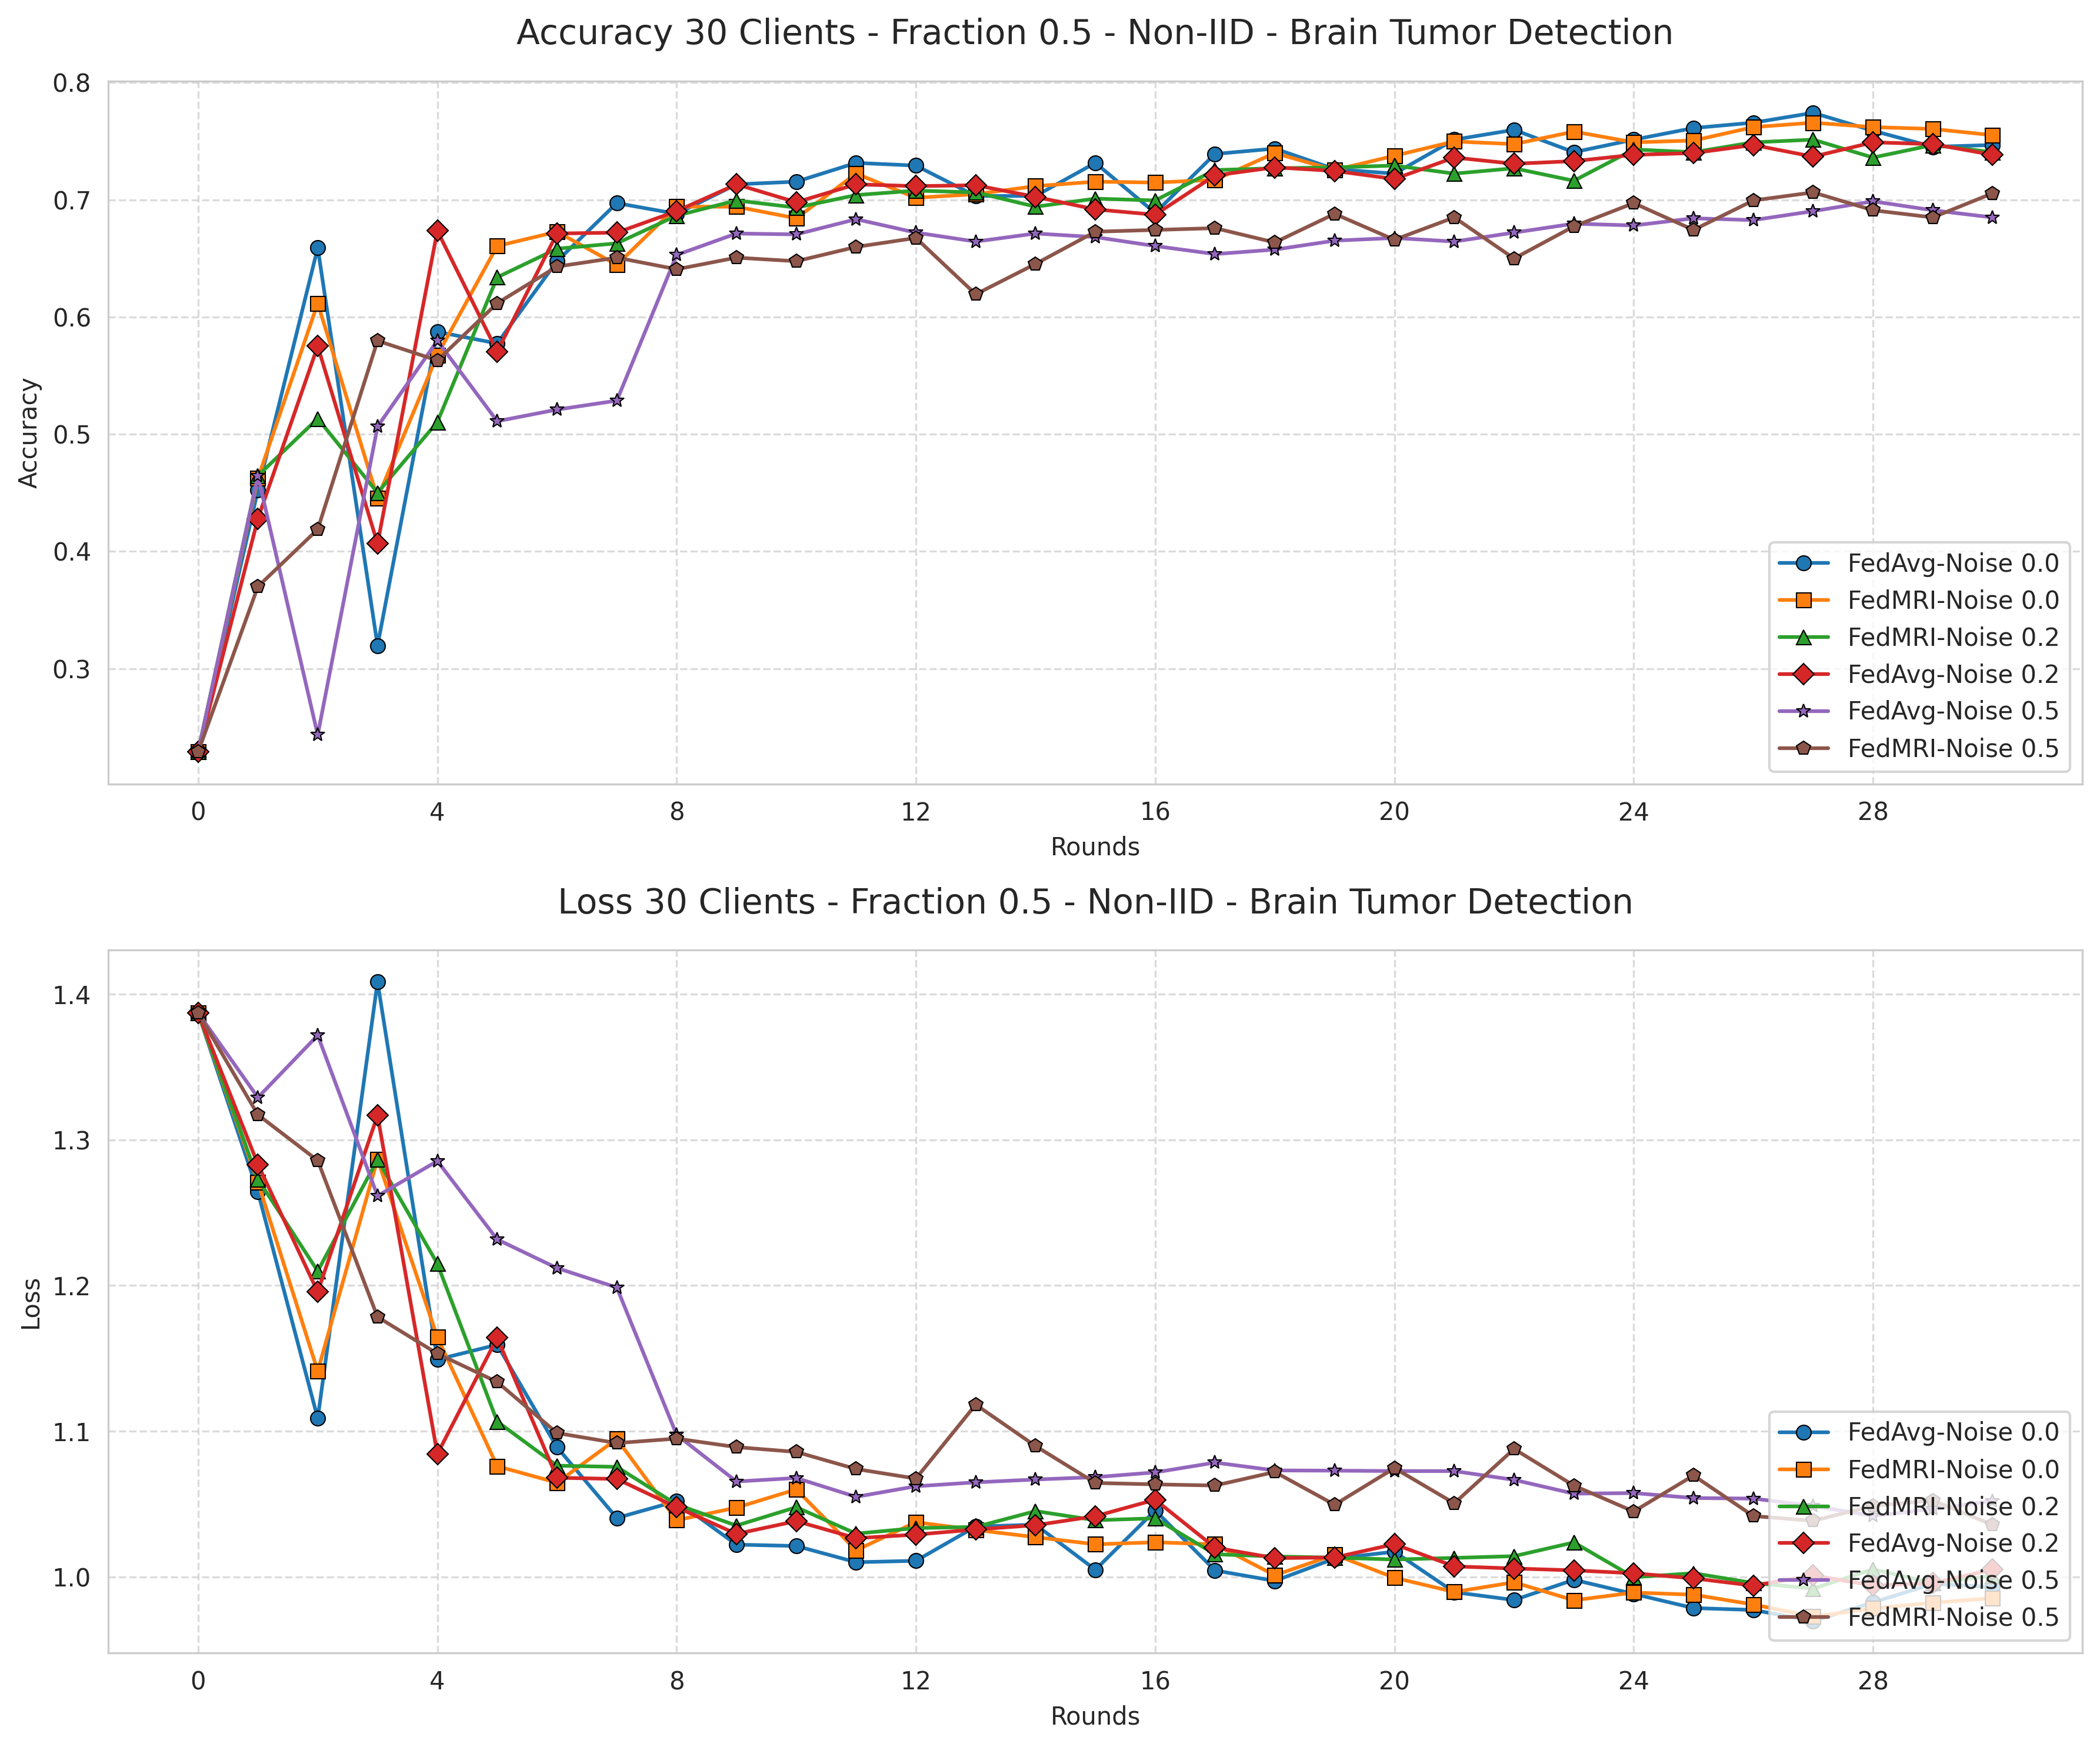 Accuracy 30 Clients - Fraction 0.5 - Non-IID - Brain Tumor Detection
0.8
0.7
0.6
0.5
0.4
0.3
Accuracy
FedAvg-Noise 0.0
FedMRI-Noise 0.0
FedMRI-Noise 0.2
FedAvg-Noise 0.2
FedAvg-Noise 0.5
FedMRI-Noise 0.5
0 4 8 12 16 20 24 28
Rounds
Loss 30 Clients - Fraction 0.5 - Non-IID - Brain Tumor Detection
1.4
1.3
1.2
1.1
1.0
Loss
FedAvg-Noise 0.0
FedMRI-Noise 0.0
FedMRI-Noise 0.2
FedAvg-Noise 0.2
FedAvg-Noise 0.5
FedMRI-Noise 0.5
0 4 8 12 16 20 24 28
Rounds